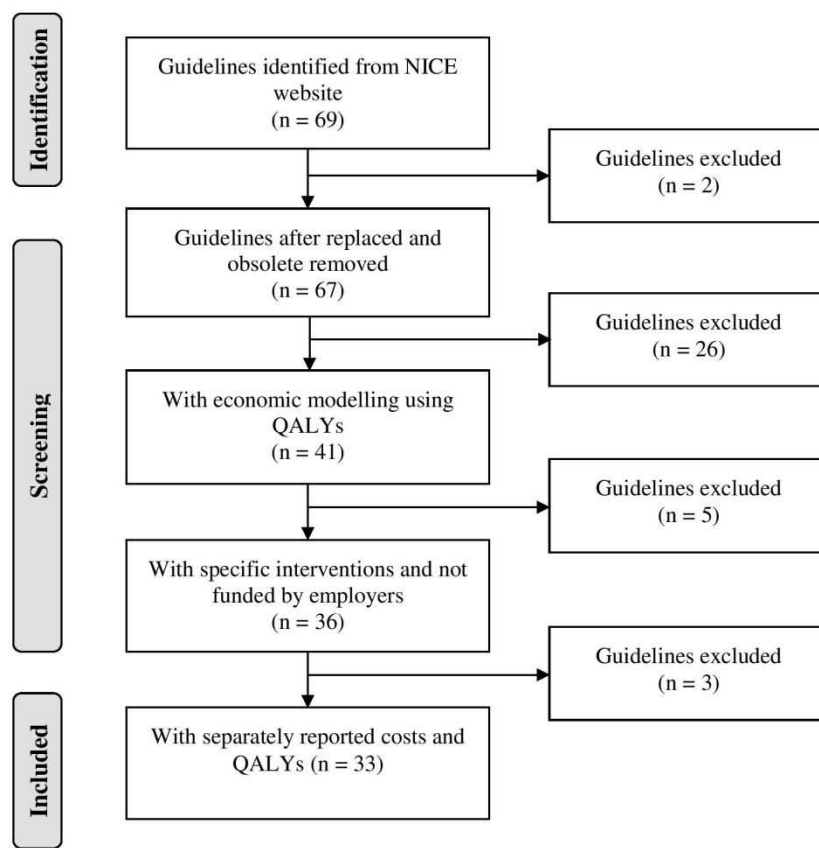 Identification
Guidelines identified from NICE
website
(n = 69)
Guidelines excluded
(n = 2)
Screening
Guidelines after replaced and
obsolete removed
(n = 67)
Guidelines excluded
(n = 26)
With economic modelling using
QALYs
(n = 41)
Guidelines excluded
(n = 5)
With specific interventions and not
funded by employers
(n = 36)
Guidelines excluded
(n = 3)
Included
With separately reported costs and
QALYs (n = 33)